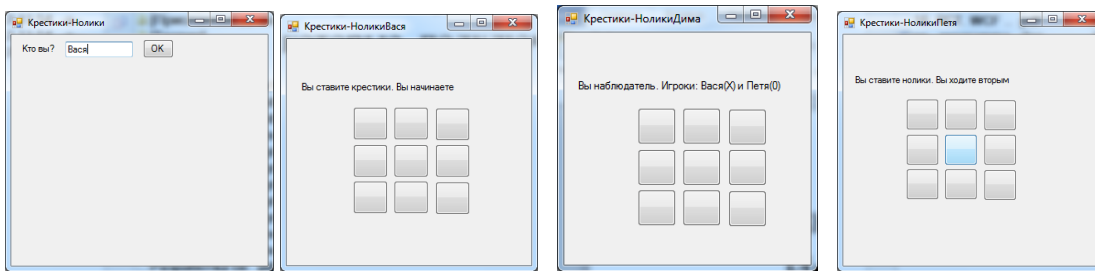 Крестики-Нолики
Кто вы? Вася OK
Крестики-НоликиВася
Вы ставите крестики. Вы начинаете
Крестики-НоликиДима
Вы наблюдатель. Игроки: Вася(X) и Петя(0)
Крестики-НоликиПетя
Вы ставите нолики. Вы ходите вторым